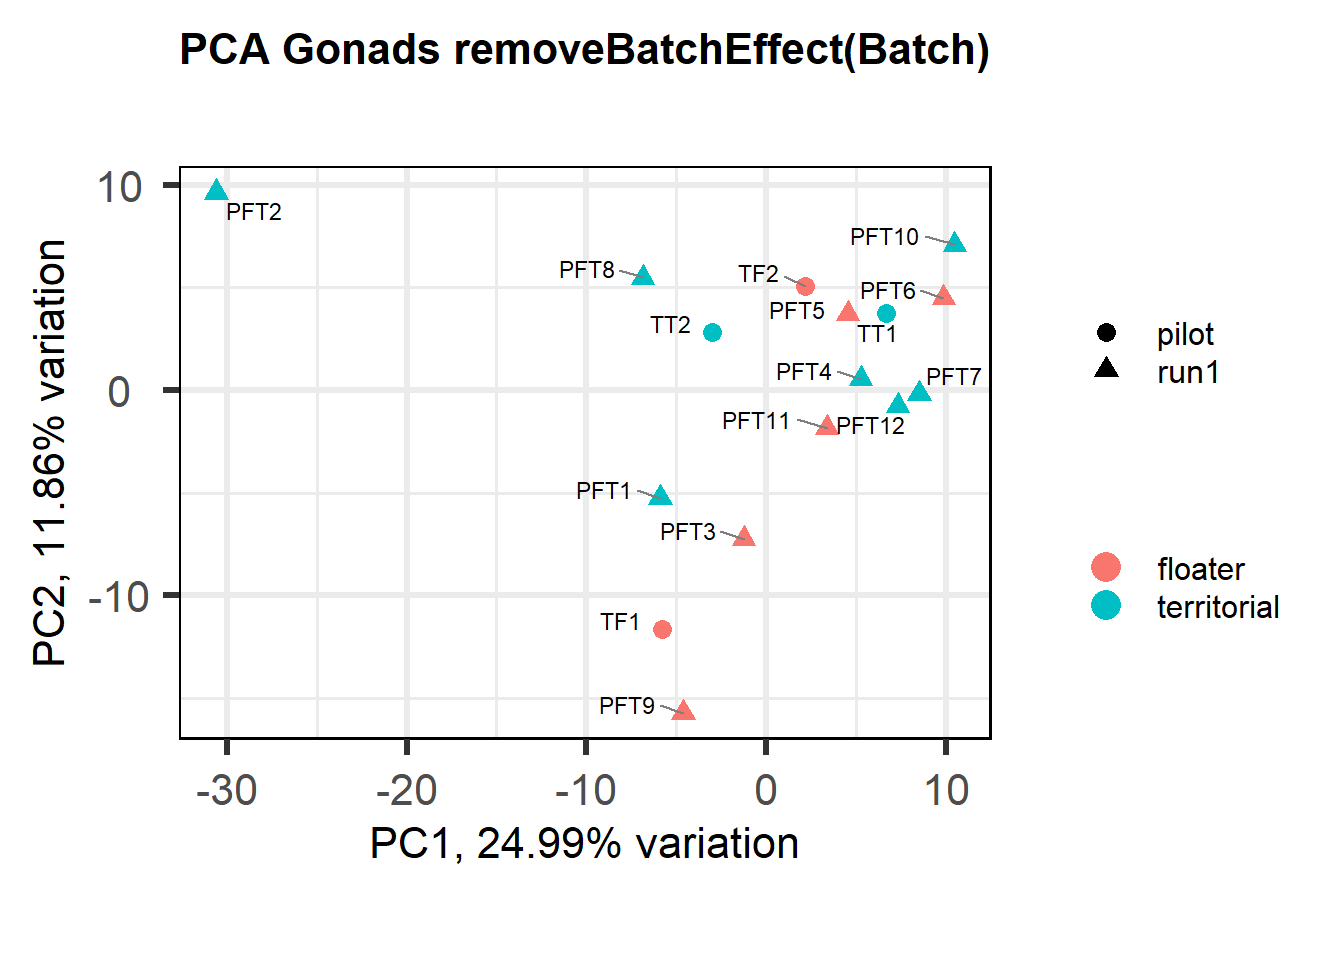 PCA Gonads removeBatchEffect(Batch)
10
0
-10
PC2, 11.86% variation
PFT2
PFT10
PFT8
TF2
PFT6
PFT5
TT2
TT1
PFT4
PFT7
PFT11
PFT12
PFT1
PFT3
TF1
PFT9
-30
-20
-10
0
10
PC1, 24.99% variation
pilot
run1
floater
territorial